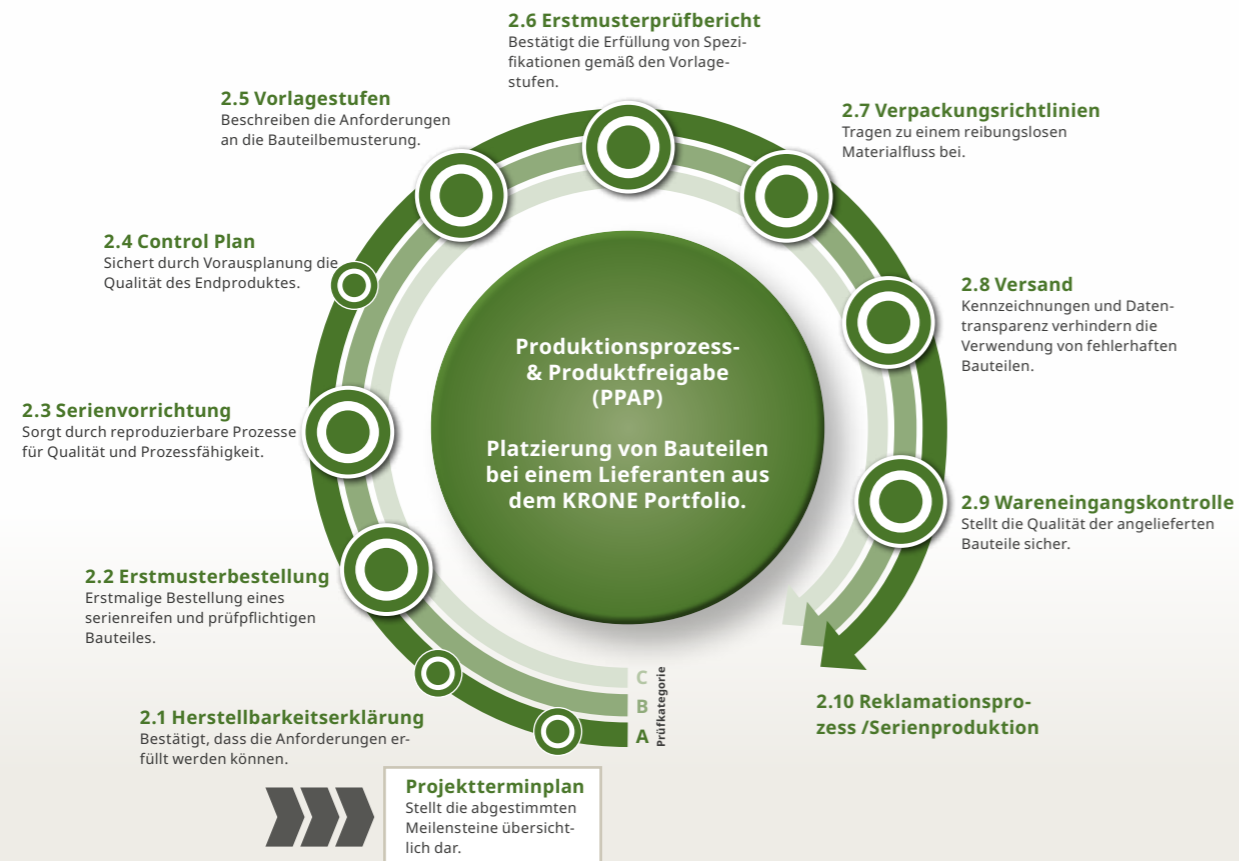 2.6 Erstmusterprüfbericht
Bestätigt die Erfüllung von Spezi-
fikationen gemäß den Vorlage-
stufen.
2.5 Vorlagestufen
Beschreiben die Anforderungen
an die Bauteilbemusterung.
2.7 Verpackungsrichtlinien
Tragen zu einem reibungslosen
Materialfluss bei.
2.4 Control Plan
Sichert durch Vorausplanung die
Qualität des Endproduktes.
2.8 Versand
Kennzeichnungen und Daten-
transparenz verhindern die
Verwendung von fehlerhaften
Bauteilen.
Produktionsprozess-
& Produktfreigabe
(PPAP)
Platzierung von Bauteilen
bei einem Lieferanten aus
dem KRONE Portfolio.
2.3 Serienvorrichtung
Sorgt durch reproduzierbare Prozesse
für Qualität und Prozessfähigkeit.
2.9 Wareneingangskontrolle
Stellt die Qualität der angelieferten
Bauteile sicher.
2.2 Erstmusterbestellung
Erstmalige Bestellung eines
serienreifen und prüfpflichtigen
Bauteiles.
C
B
A
Prüfkategorie
2.10 Reklamationspro-
zess /Serienproduktion
2.1 Herstellbarkeitserklärung
Bestätigt, dass die Anforderungen er-
füllt werden können.
Projektterminplan
Stellt die abgestimmten
Meilensteine übersicht-
lich dar.